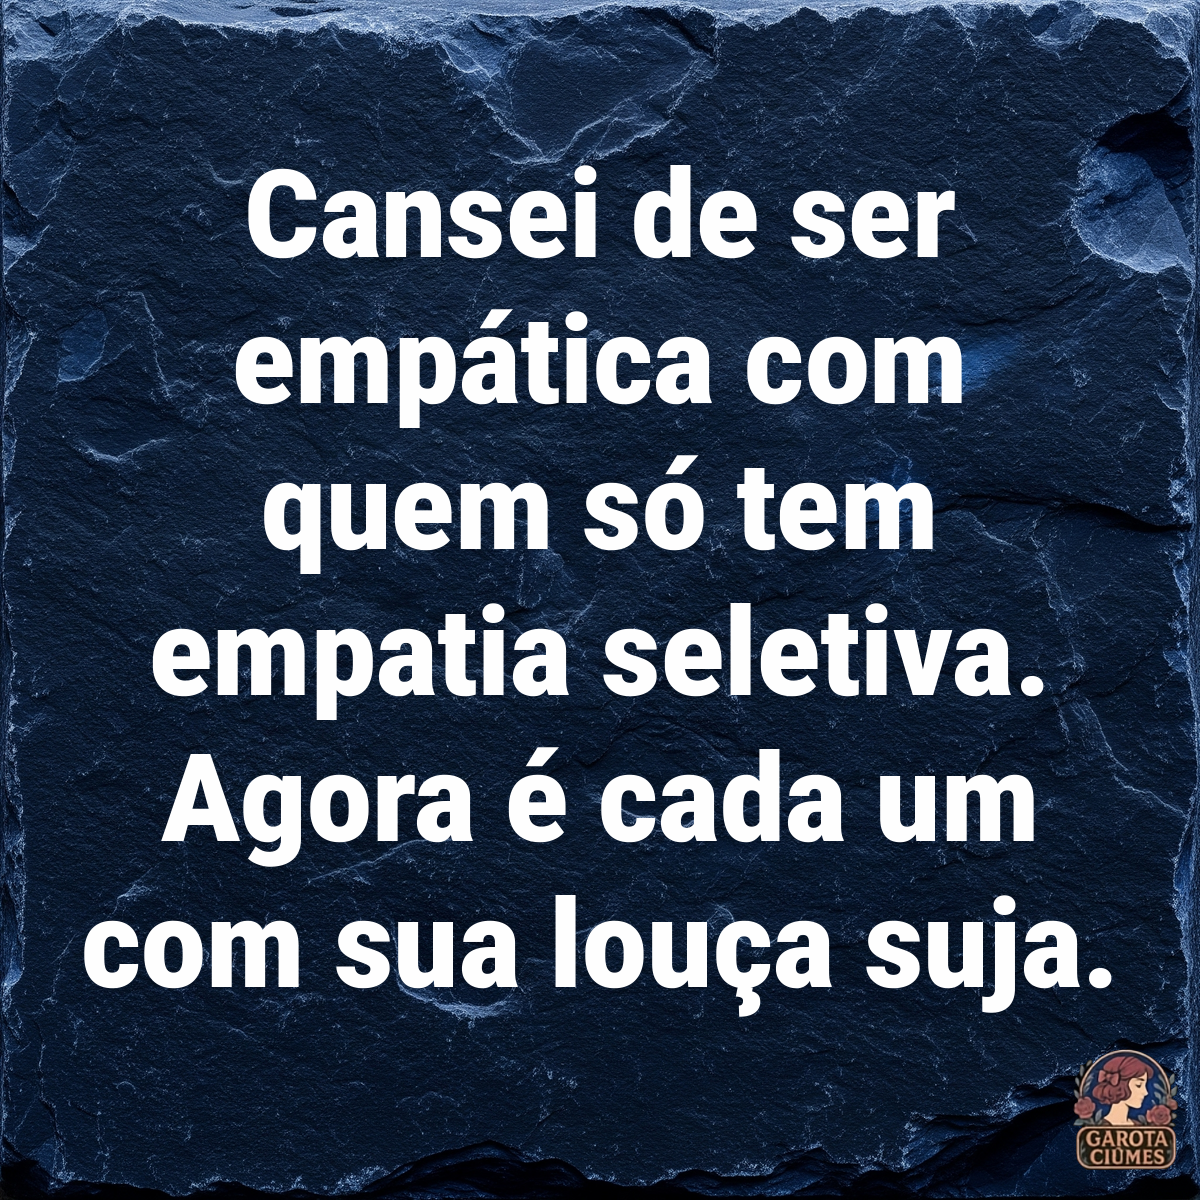 Cansei de ser
empática com
quem só tem
empatia seletiva.
Agora é cada um
com sua louça suja.
GAROTA
CIÚMES